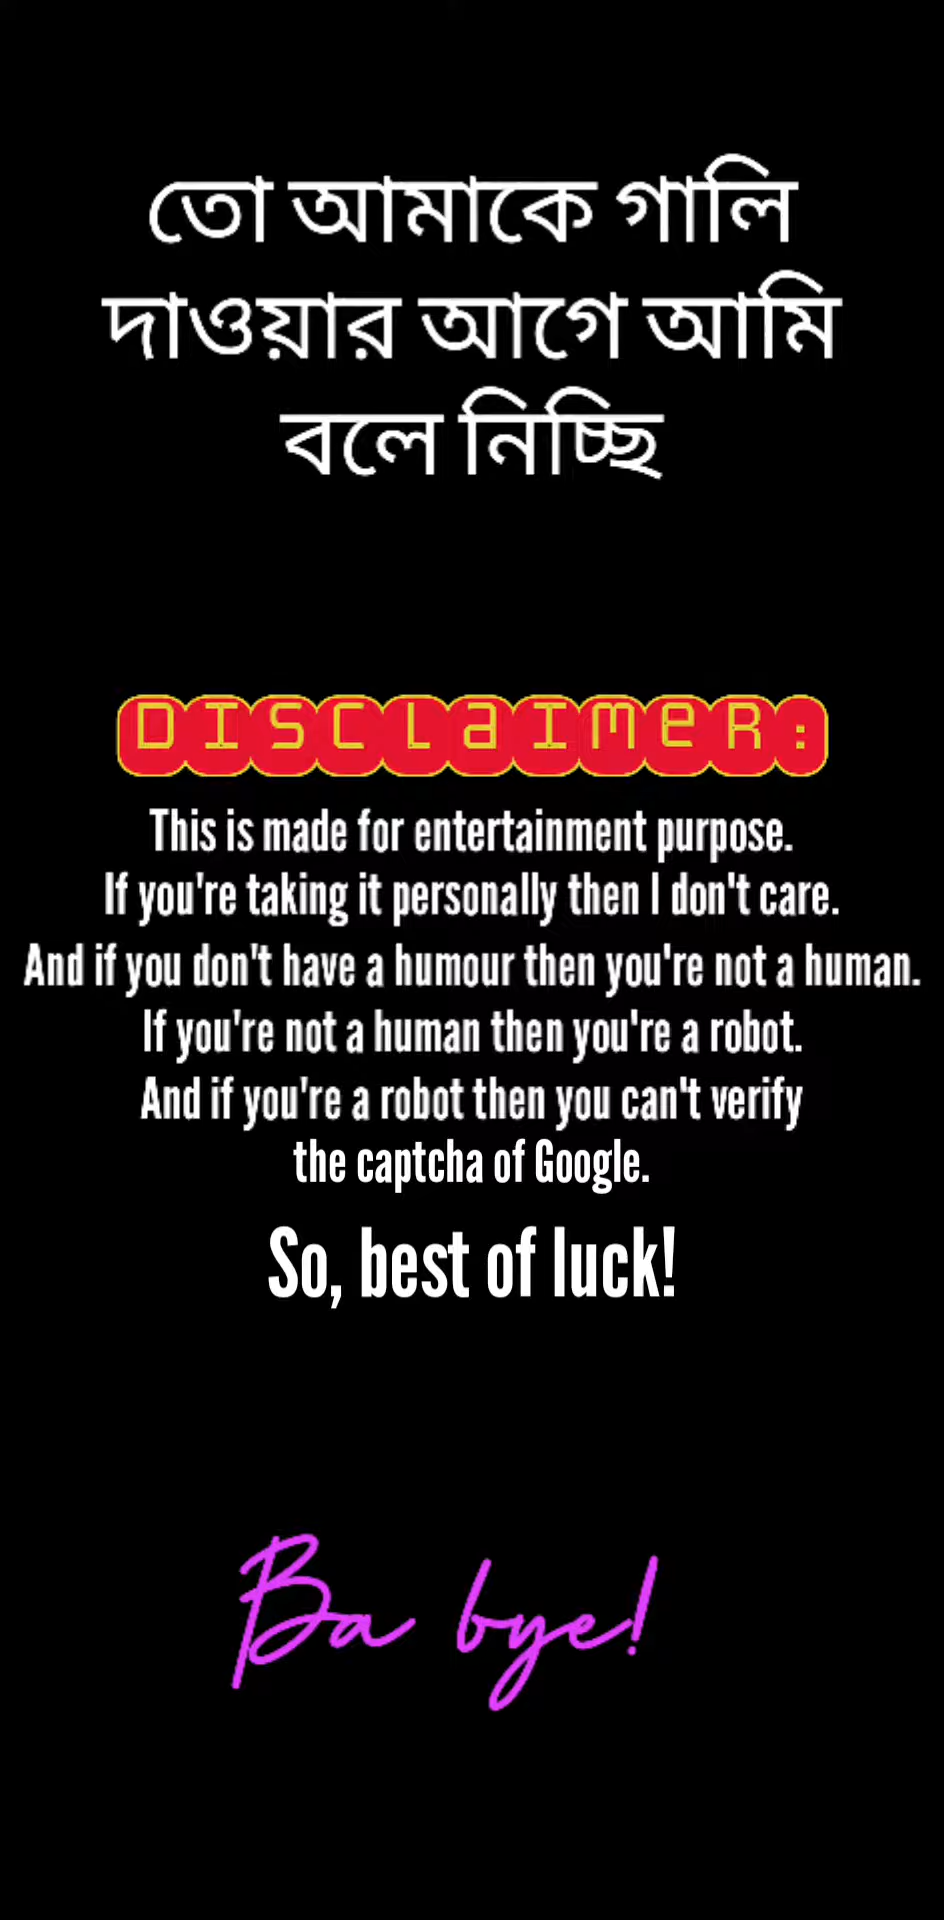 তো আমাকে গালি
দাওয়ার আগে আমি
বলে নিচ্ছি
DISCLaIMeR:
This is made for entertainment purpose.
If you're taking it personally then I don't care.
And if you don't have a humour then you're not a human.
If you're not a human then you're a robot.
And if you're a robot then you can't verify
the captcha of Google.
So, best of luck!
Ba bye!